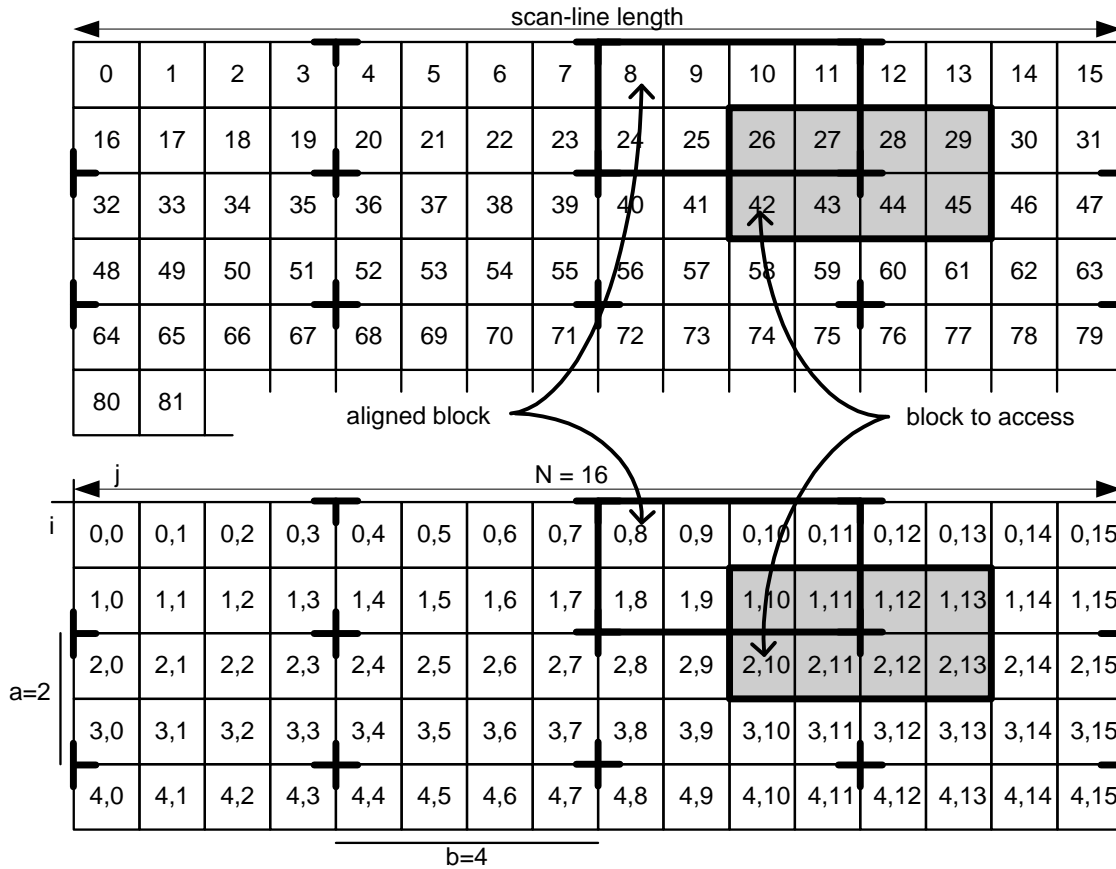 scan-line length
0 1 2 3 4 5 6 7 8 9 10 11 12 13 14 15
16 17 18 19 20 21 22 23 24 25 26 27 28 29 30 31
32 33 34 35 36 37 38 39 40 41 42 43 44 45 46 47
48 49 50 51 52 53 54 55 56 57 58 59 60 61 62 63
64 65 66 67 68 69 70 71 72 73 74 75 76 77 78 79
80 81
aligned block block to access
j N = 16
i
0,0 0,1 0,2 0,3 0,4 0,5 0,6 0,7 0,8 0,9 0,10 0,11 0,12 0,13 0,14 0,15
1,0 1,1 1,2 1,3 1,4 1,5 1,6 1,7 1,8 1,9 1,10 1,11 1,12 1,13 1,14 1,15
2,0 2,1 2,2 2,3 2,4 2,5 2,6 2,7 2,8 2,9 2,10 2,11 2,12 2,13 2,14 2,15
a=2
3,0 3,1 3,2 3,3 3,4 3,5 3,6 3,7 3,8 3,9 3,10 3,11 3,12 3,13 3,14 3,15
4,0 4,1 4,2 4,3 4,4 4,5 4,6 4,7 4,8 4,9 4,10 4,11 4,12 4,13 4,14 4,15
b=4